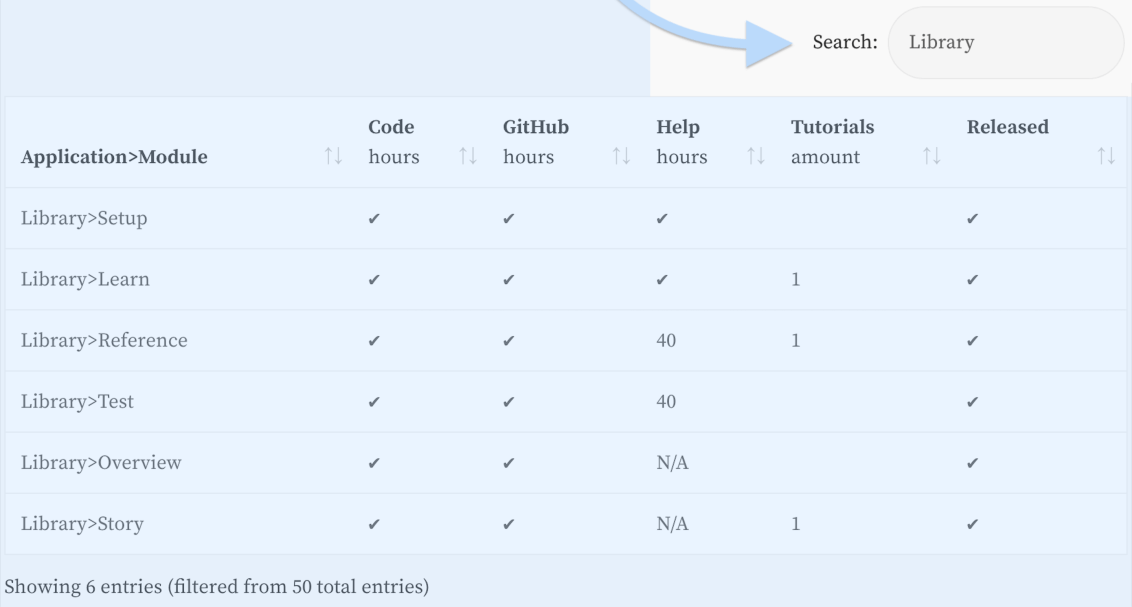 Search: Library
Code GitHub Help Tutorials Released
Application>Module ↑↓ hours ↑↓ hours ↑↓ hours ↑↓ amount ↑↓ ↑↓
Library>Setup ✔ ✔ ✔ ✔
Library>Learn ✔ ✔ ✔ 1 ✔
Library>Reference ✔ ✔ 40 1 ✔
Library>Test ✔ ✔ 40 ✔
Library>Overview ✔ ✔ N/A ✔
Library>Story ✔ ✔ N/A 1 ✔
Showing 6 entries (filtered from 50 total entries)